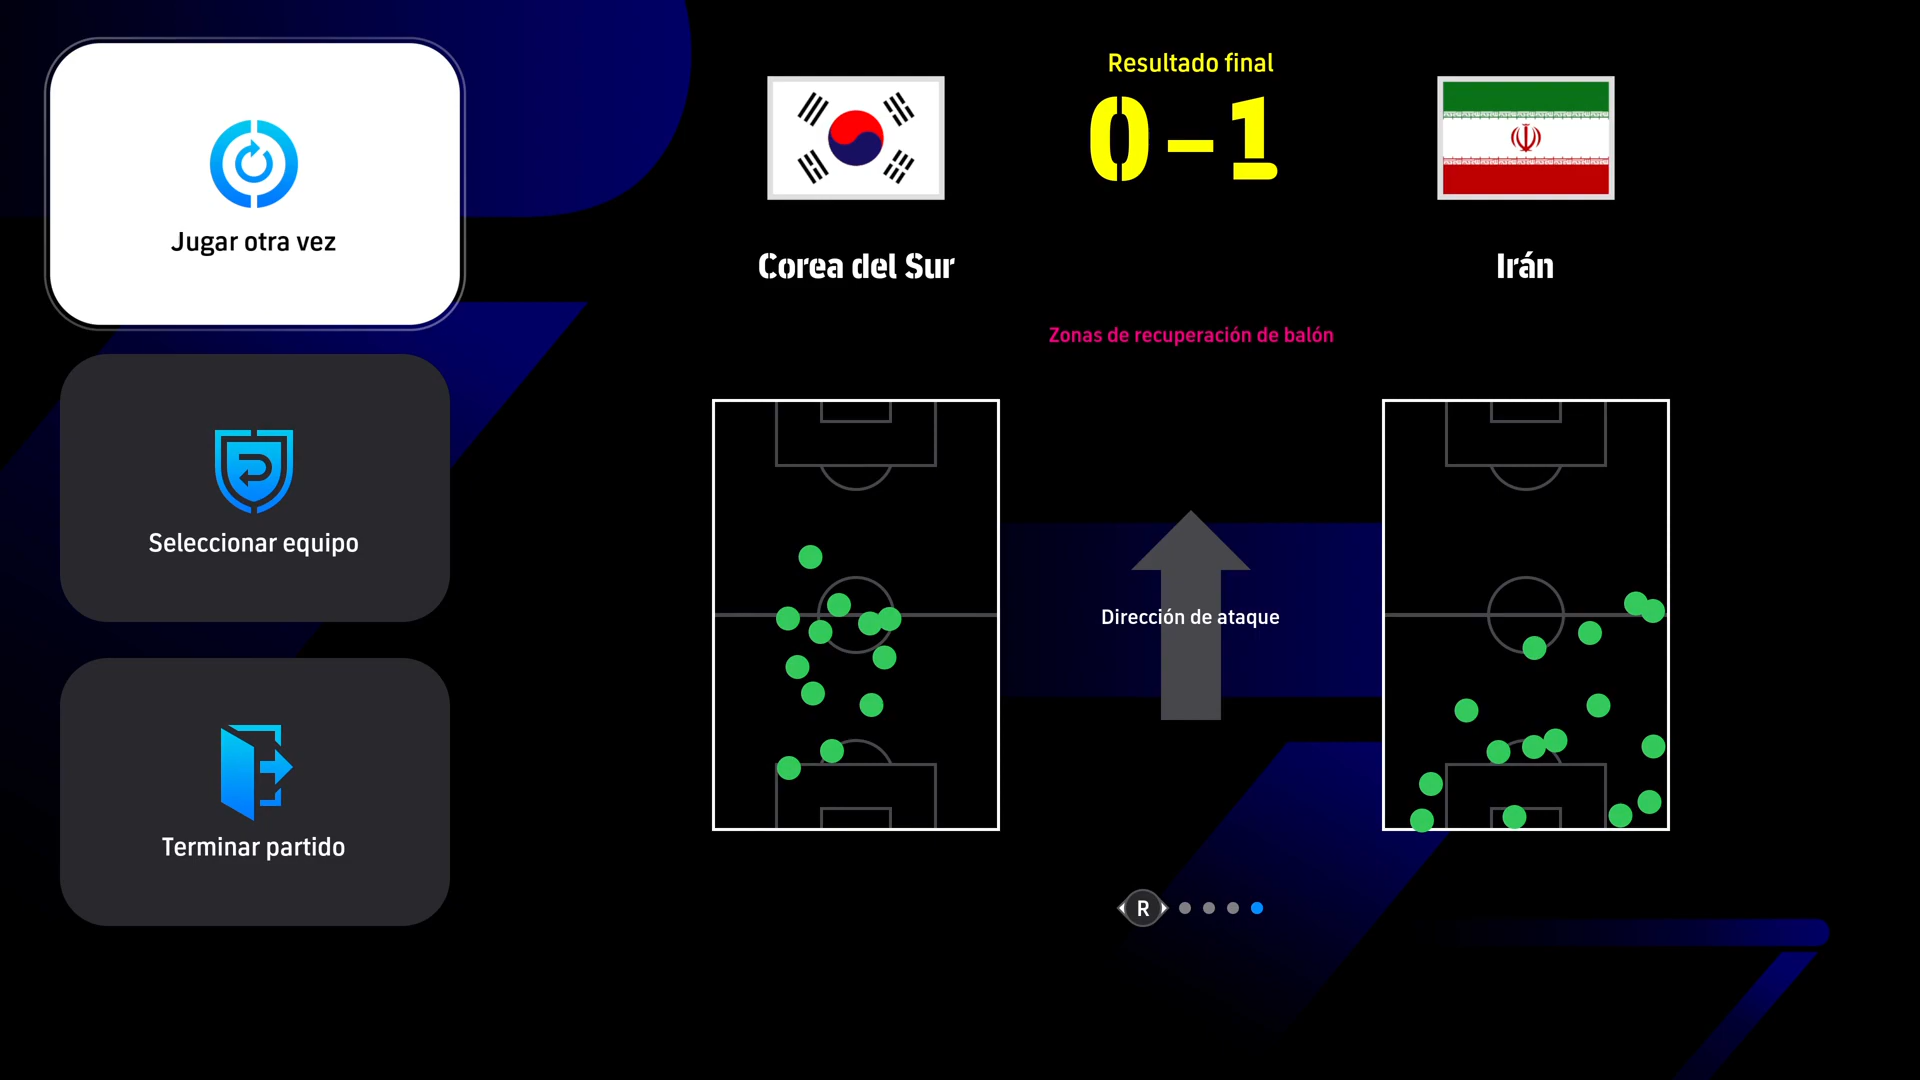 Jugar otra vez
Seleccionar equipo
Terminar partido
Resultado final
0 – 1
Corea del Sur
Irán
Zonas de recuperación de balón
Dirección de ataque
R